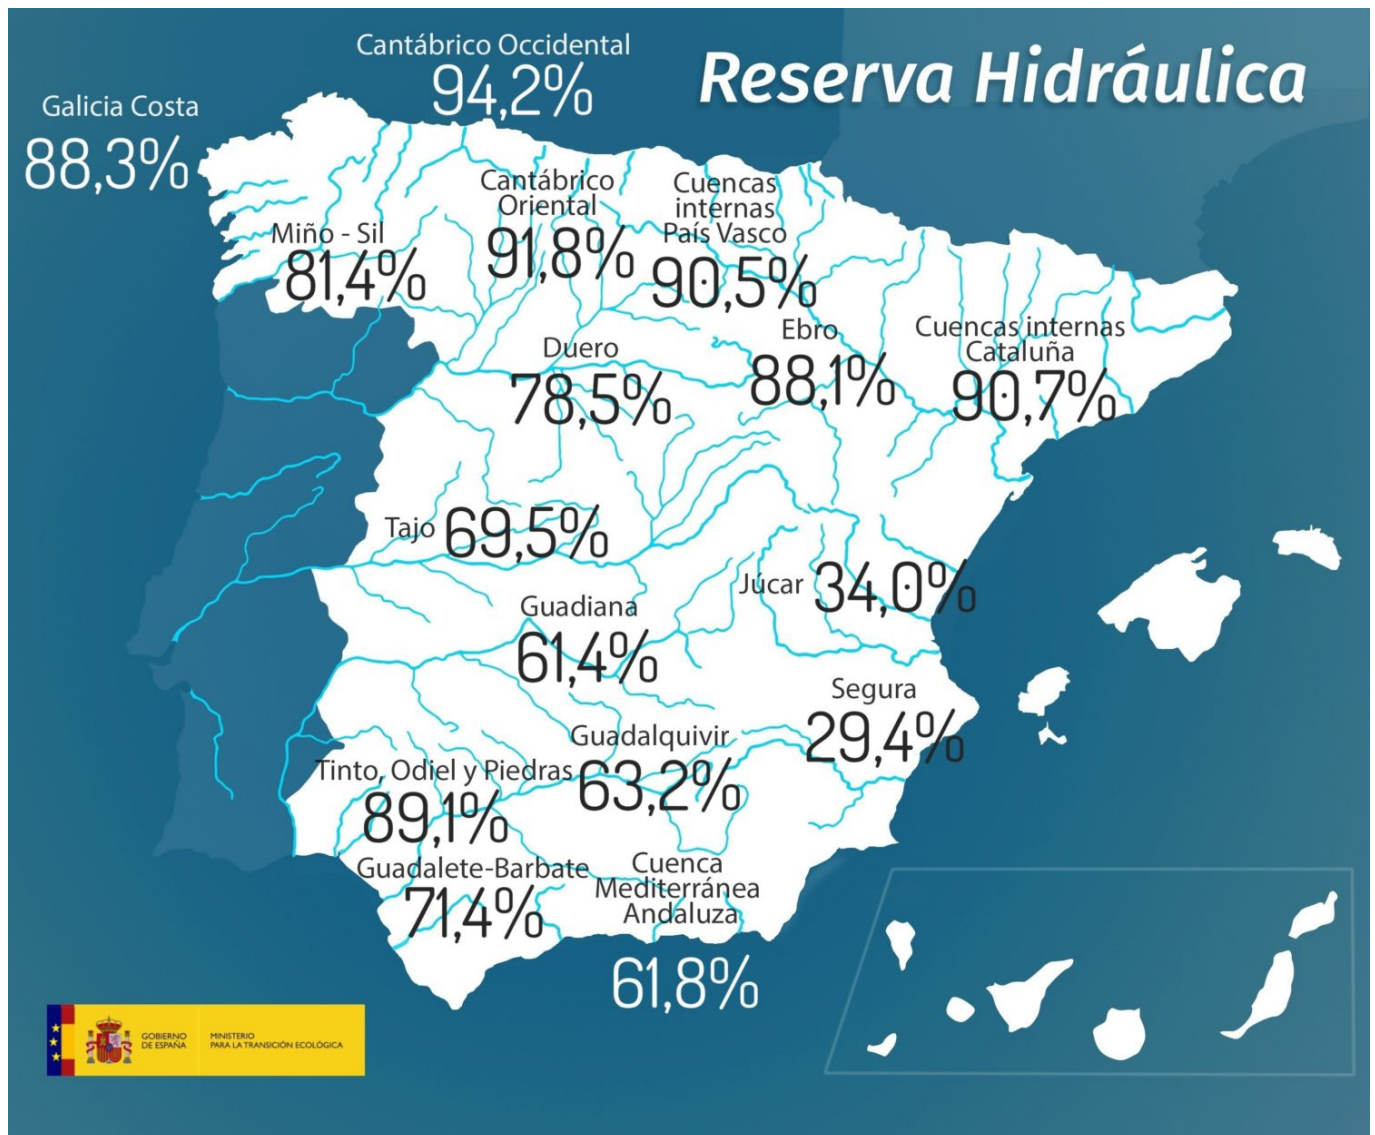 Cantábrico Occidental
94,2%
Reserva Hidráulica
Galicia Costa
88,3%
Cantábrico
Oriental
91,8%
Cuencas
internas
País Vasco
90,5%
Miño - Sil
81,4%
Ebro
88,1%
Cuencas internas
Cataluña
90,7%
Duero
78,5%
Tajo 69,5%
Júcar 34,0%
Guadiana
61,4%
Segura
29,4%
Guadalquivir
63,2%
Tinto, Odiel y Piedras
89,1%
Guadalete-Barbate
71,4%
Cuenca
Mediterránea
Andaluza
61,8%
GOBIERNO
DE ESPAÑA
MINISTERIO
PARA LA TRANSICIÓN ECOLÓGICA